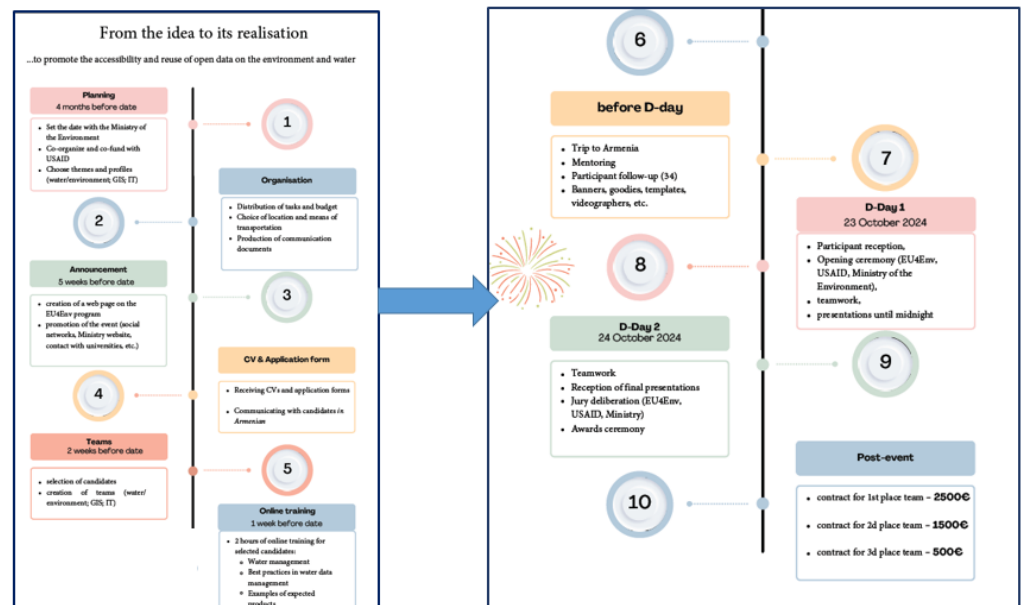 From the idea to its realisation
...to promote the accessibility and reuse of open data on the environment and water
Planning
4 months before date
• Set the date with the Ministry of
the Environment
• Co-organize and co-fund with
USAID
• Choose themes and profiles
(water/environment; GIS; IT)
1
Organisation
• Distribution of tasks and budget
• Choice of location and means of
transportation
• Production of communication
documents
2
Announcement
5 weeks before date
• creation of a web page on the
EU4Env program
• promotion of the event (social
networks, Ministry website,
contact with universities, etc.)
3
CV & Application form
• Receiving CVs and application forms
• Communicating with candidates in
Armenian
4
Teams
2 weeks before date
• selection of candidates
• creation of teams (water/
environment; GIS; IT)
5
Online training
1 week before date
• 2 hours of online training for
selected candidates:
Water management
Best practices in water data
management
Examples of expected
products
6
before D-day
• Trip to Armenia
• Mentoring
• Participant follow-up (34)
• Banners, goodies, templates,
videographers, etc.
7
D-Day 1
23 October 2024
• Participant reception,
• Opening ceremony (EU4Env,
USAID, Ministry of the
Environment),
• teamwork,
• presentations until midnight
8
D-Day 2
24 October 2024
• Teamwork
• Reception of final presentations
• Jury deliberation (EU4Env,
USAID, Ministry)
• Awards ceremony
9
Post-event
• contract for 1st place team – 2500€
• contract for 2d place team – 1500€
• contract for 3d place team – 500€
10